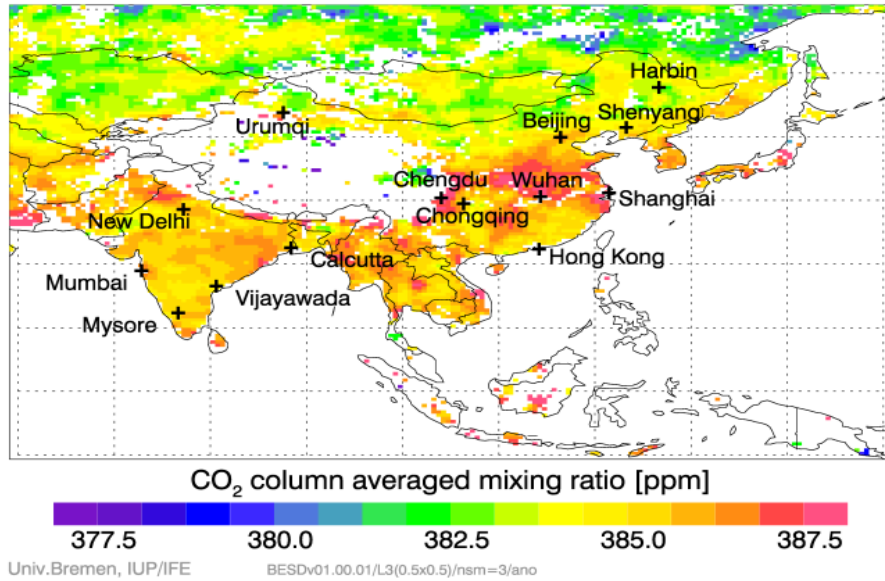 Harbin
Beijing Shenyang
Urumqi
Chengdu Wuhan
Shanghai
New Delhi Chongqing
Calcutta Hong Kong
Mumbai
Vijayawada
Mysore
CO₂ column averaged mixing ratio [ppm]
377.5 380.0 382.5 385.0 387.5
Univ.Bremen, IUP/IFE BESDv01.00.01/L3(0.5x0.5)/nsm=3/ano